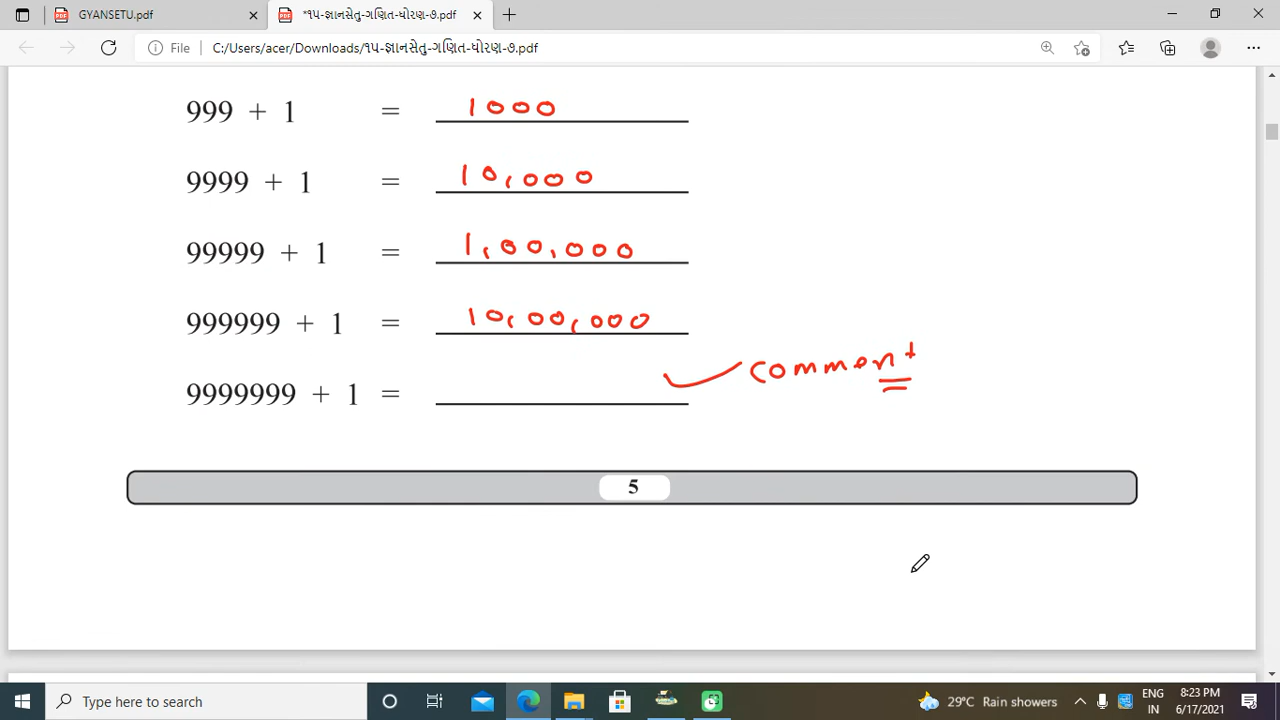 GYANSETU.pdf
*૧૫-જ્ઞાનસેતુ-ગણિત-ધોરણ-૭.pdf
File C:/Users/acer/Downloads/૧૫-જ્ઞાનસેતુ-ગણિત-ધોરણ-૭.pdf
999 + 1 = 1000
9999 + 1 = 10,000
99999 + 1 = 1,00,000
999999 + 1 = 10,00,000
comment
9999999 + 1 =
5
Type here to search
29°C Rain showers
ENG
IN
8:23 PM
6/17/2021